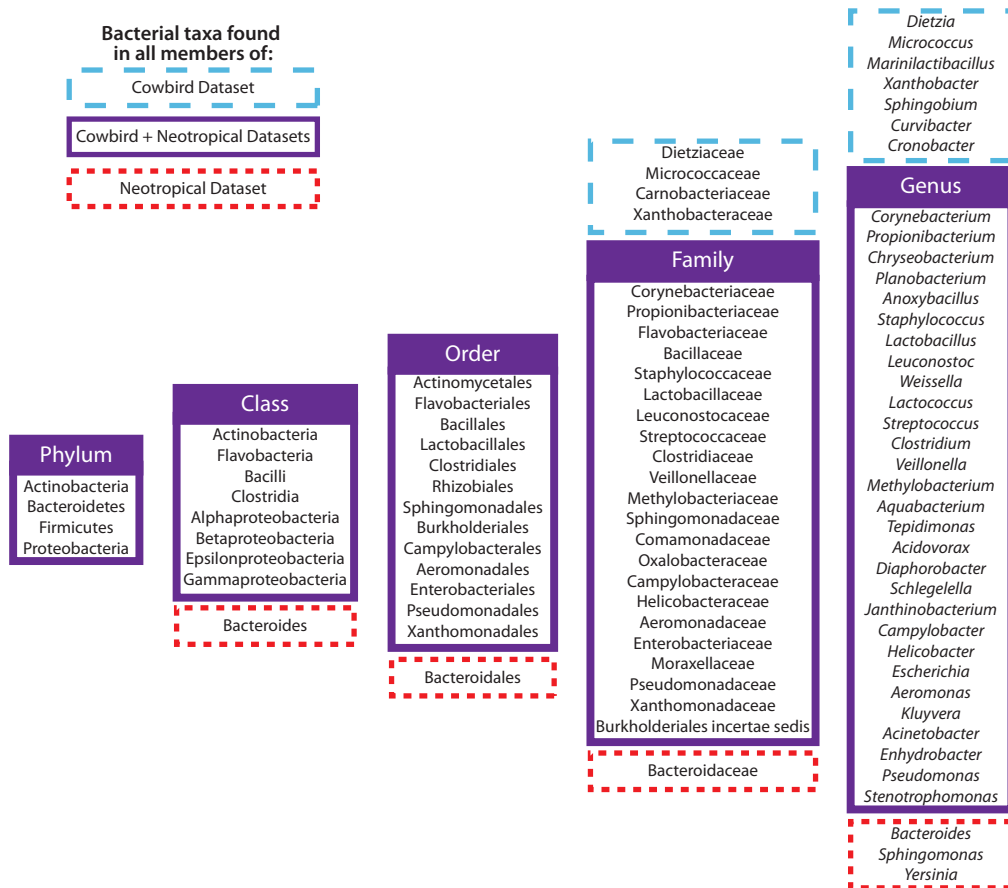 Bacterial taxa found
in all members of:
Cowbird Dataset
Cowbird + Neotropical Datasets
Neotropical Dataset
Phylum
Actinobacteria
Bacteroidetes
Firmicutes
Proteobacteria
Class
Actinobacteria
Flavobacteria
Bacilli
Clostridia
Alphaproteobacteria
Betaproteobacteria
Epsilonproteobacteria
Gammaproteobacteria
Bacteroides
Order
Actinomycetales
Flavobacteriales
Bacillales
Lactobacillales
Clostridiales
Rhizobiales
Sphingomonadales
Burkholderiales
Campylobacterales
Aeromonadales
Enterobacteriales
Pseudomonadales
Xanthomonadales
Bacteroidales
Dietziaceae
Micrococcaceae
Carnobacteriaceae
Xanthobacteraceae
Family
Corynebacteriaceae
Propionibacteriaceae
Flavobacteriaceae
Bacillaceae
Staphylococcaceae
Lactobacillaceae
Leuconostocaceae
Streptococcaceae
Clostridiaceae
Veillonellaceae
Methylobacteriaceae
Sphingomonadaceae
Comamonadaceae
Oxalobacteraceae
Campylobacteraceae
Helicobacteraceae
Aeromonadaceae
Enterobacteriaceae
Moraxellaceae
Pseudomonadaceae
Xanthomonadaceae
Burkholderiales incertae sedis
Bacteroidaceae
Dietzia
Micrococcus
Marinilactibacillus
Xanthobacter
Sphingobium
Curvibacter
Cronobacter
Genus
Corynebacterium
Propionibacterium
Chryseobacterium
Planobacterium
Anoxybacillus
Staphylococcus
Lactobacillus
Leuconostoc
Weissella
Lactococcus
Streptococcus
Clostridium
Veillonella
Methylobacterium
Aquabacterium
Tepidimonas
Acidovorax
Diaphorobacter
Schlegelella
Janthinobacterium
Campylobacter
Helicobacter
Escherichia
Aeromonas
Kluyvera
Acinetobacter
Enhydrobacter
Pseudomonas
Stenotrophomonas
Bacteroides
Sphingomonas
Yersinia